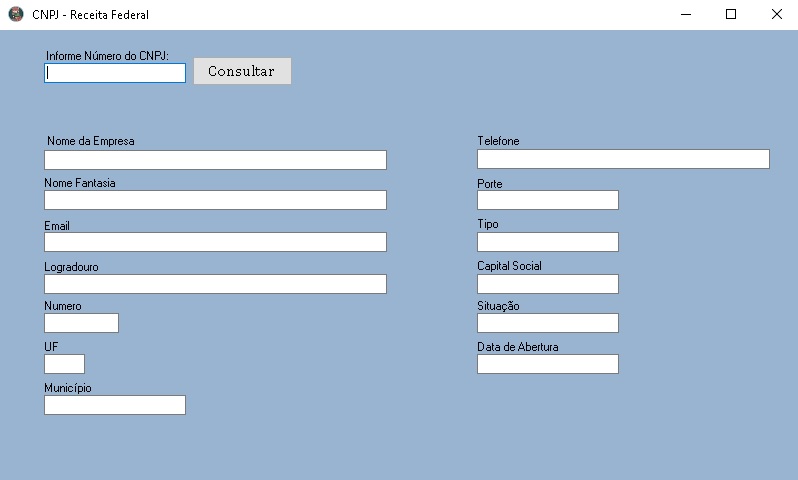 CNPJ - Receita Federal
Informe Número do CNPJ:
Consultar
Nome da Empresa
Telefone
Nome Fantasia
Porte
Email
Tipo
Logradouro
Capital Social
Numero
Situação
UF
Data de Abertura
Município